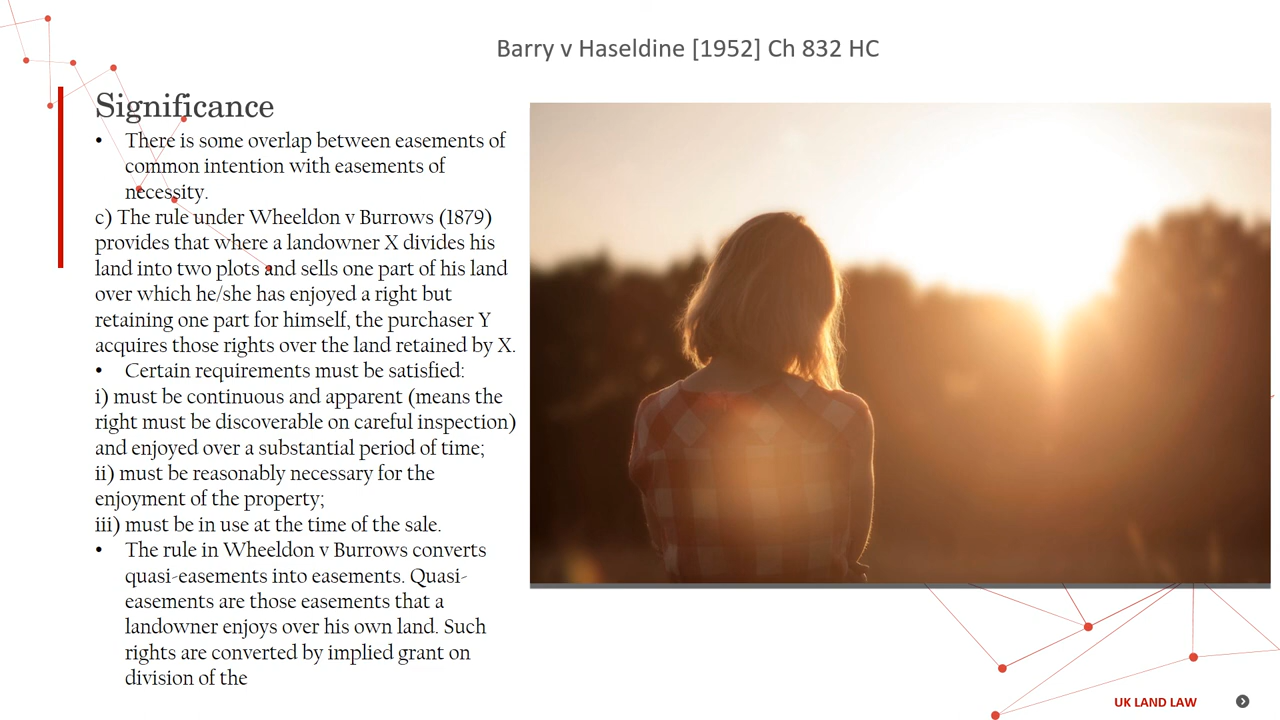 Barry v Haseldine [1952] Ch 832 HC
Significance
• There is some overlap between easements of
common intention with easements of
necessity.
c) The rule under Wheeldon v Burrows (1879)
provides that where a landowner X divides his
land into two plots and sells one part of his land
over which he/she has enjoyed a right but
retaining one part for himself, the purchaser Y
acquires those rights over the land retained by X.
• Certain requirements must be satisfied:
i) must be continuous and apparent (means the
right must be discoverable on careful inspection)
and enjoyed over a substantial period of time;
ii) must be reasonably necessary for the
enjoyment of the property;
iii) must be in use at the time of the sale.
• The rule in Wheeldon v Burrows converts
quasi-easements into easements. Quasi-
easements are those easements that a
landowner enjoys over his own land. Such
rights are converted by implied grant on
division of the
UK LAND LAW